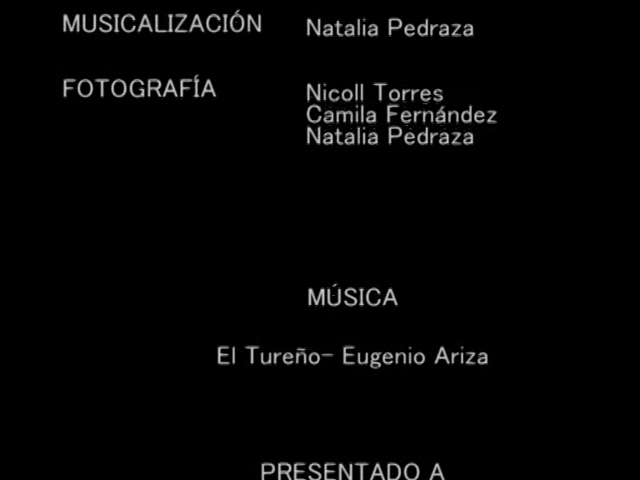 MUSICALIZACIÓN Natalia Pedraza
FOTOGRAFÍA Nicoll Torres
Camila Fernández
Natalia Pedraza
MÚSICA
El Tureño- Eugenio Ariza
PRESENTADO A